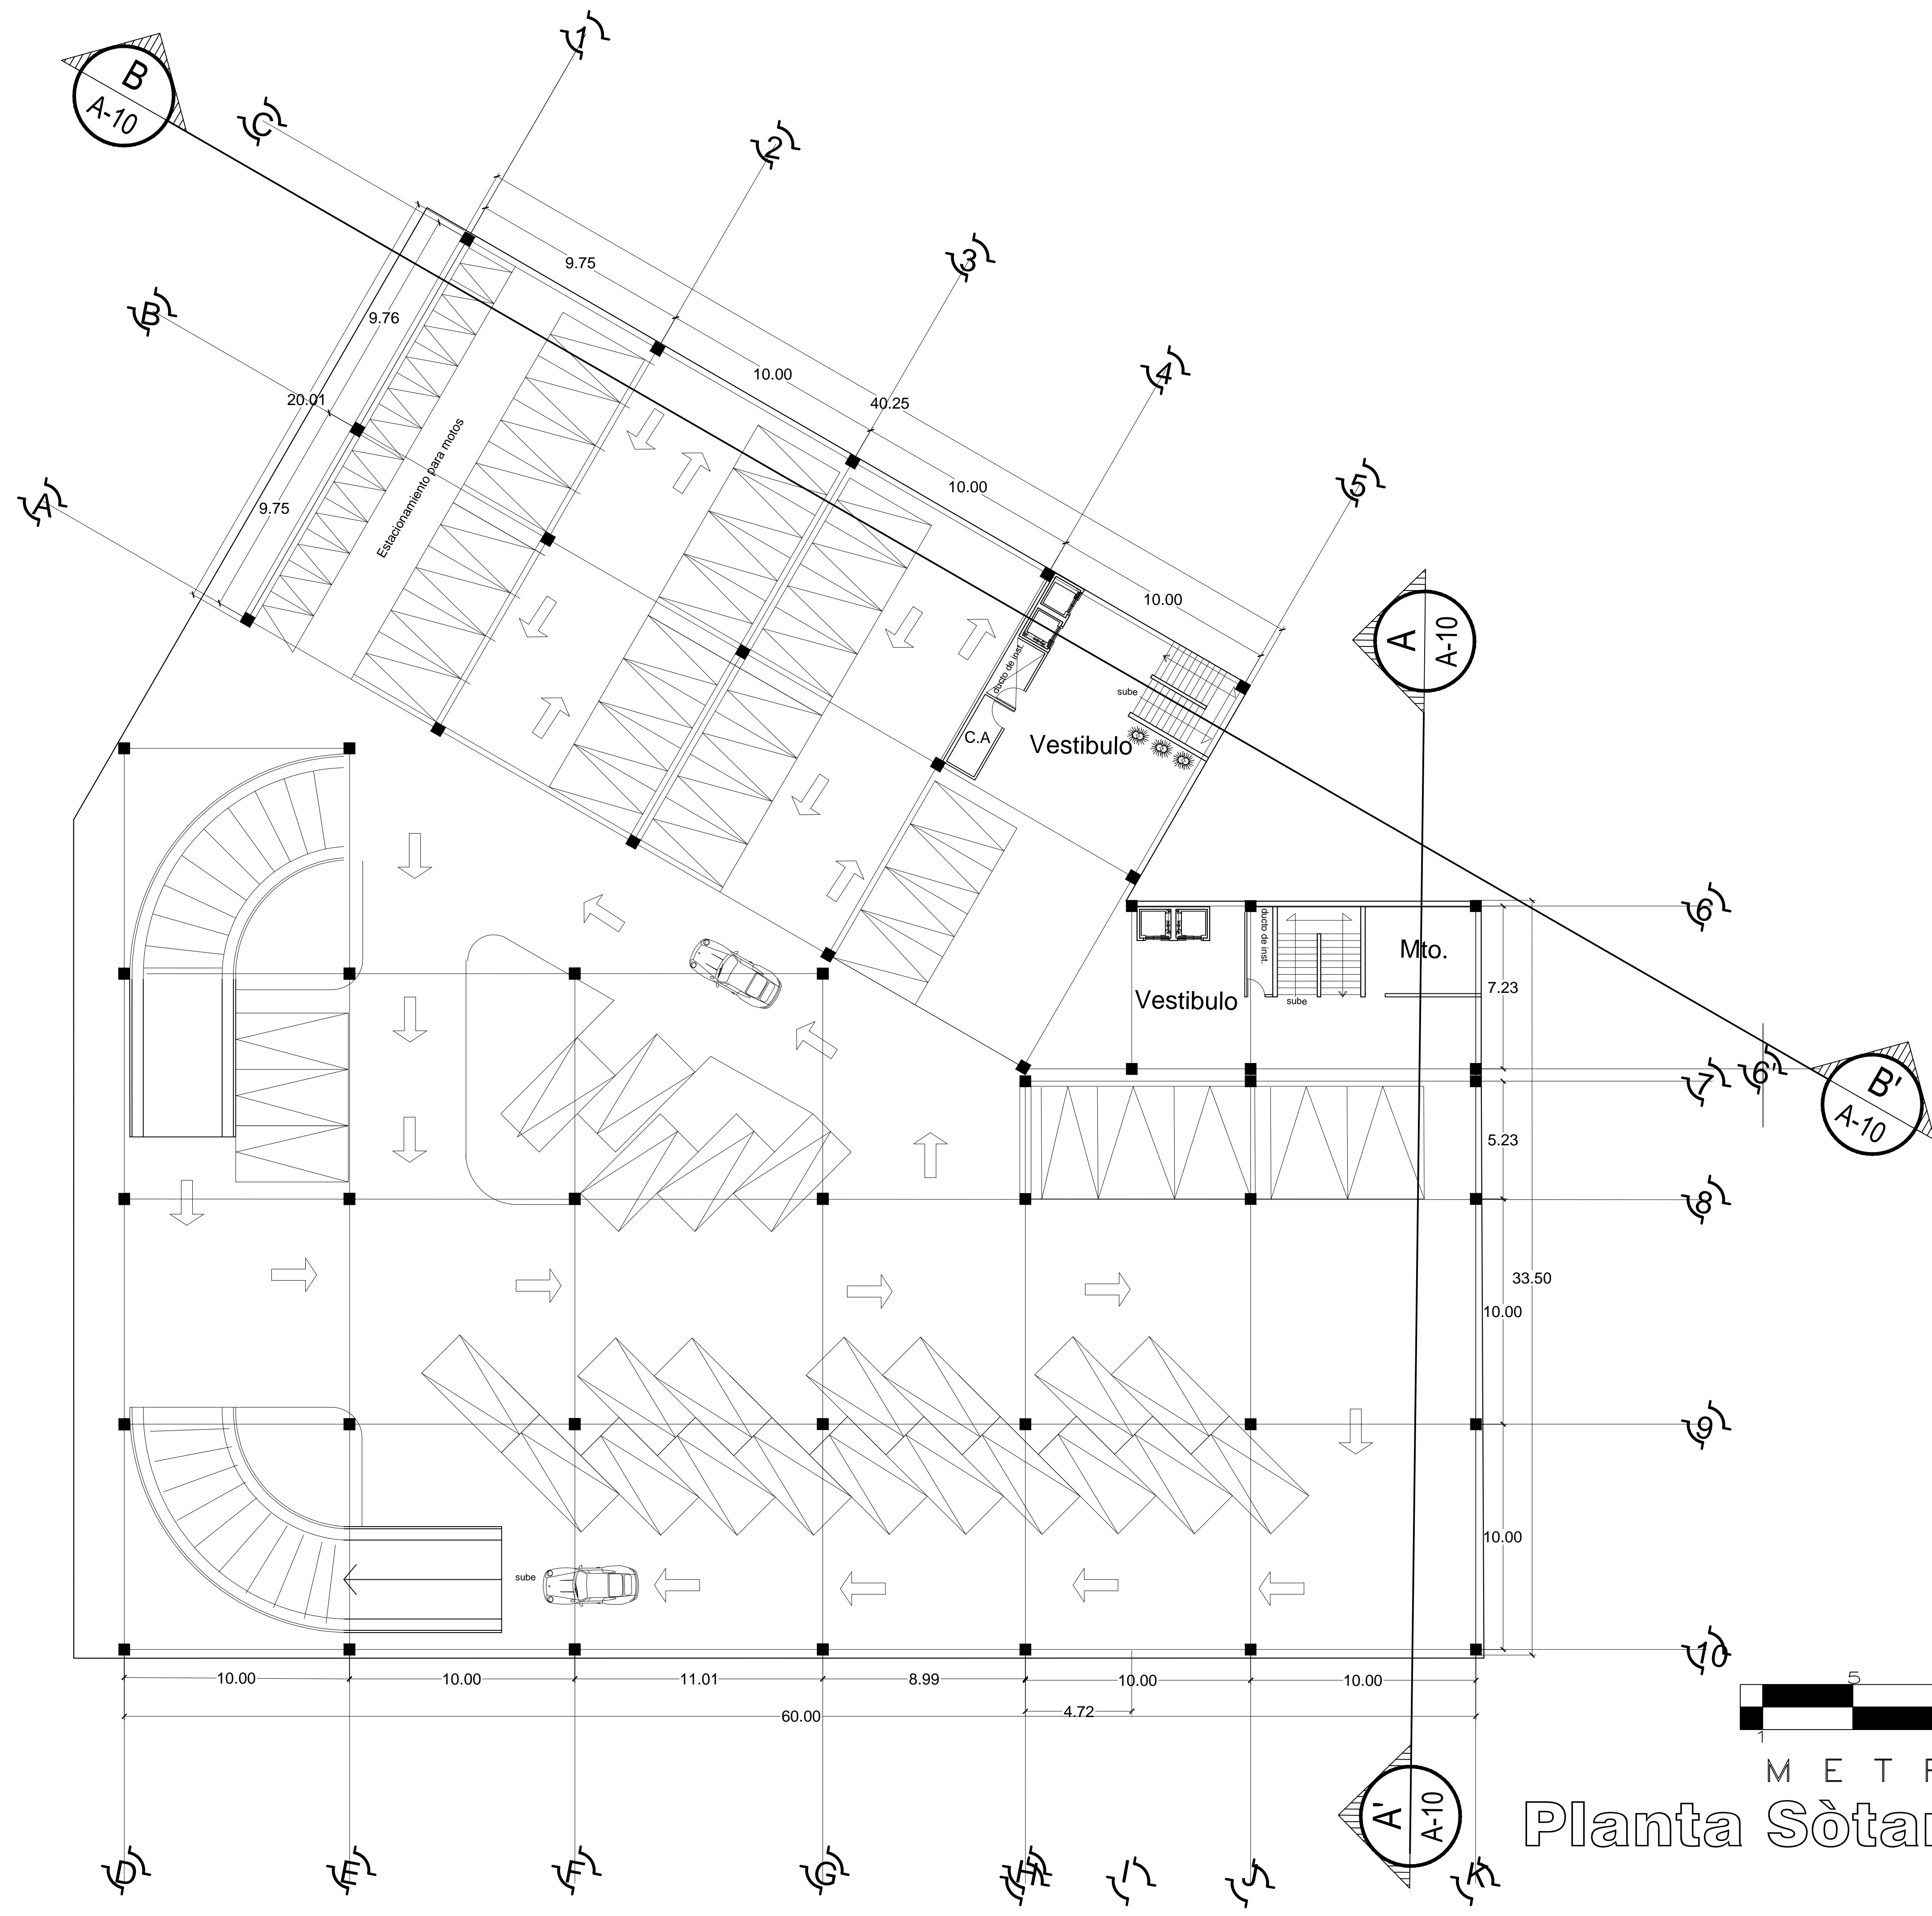 1
B
A-10
C
2
3
9.75
B
9.76
4
10.00
20.01
40.25
Estacionamiento para motos
5
10.00
A
9.75
10.00
A
A-10
ducto de inst.
sube
C.A
Vestibulo
6
ducto de inst.
Mto.
7.23
Vestibulo
sube
7
6'
B'
A-10
5.23
8
33.50
10.00
9
10.00
sube
10
10.00
10.00
11.01
8.99
10.00
10.00
4.72
60.00
5
1
M E T
A'
A-10
Planta Sòta
D
E
F
G
H
I
J
K